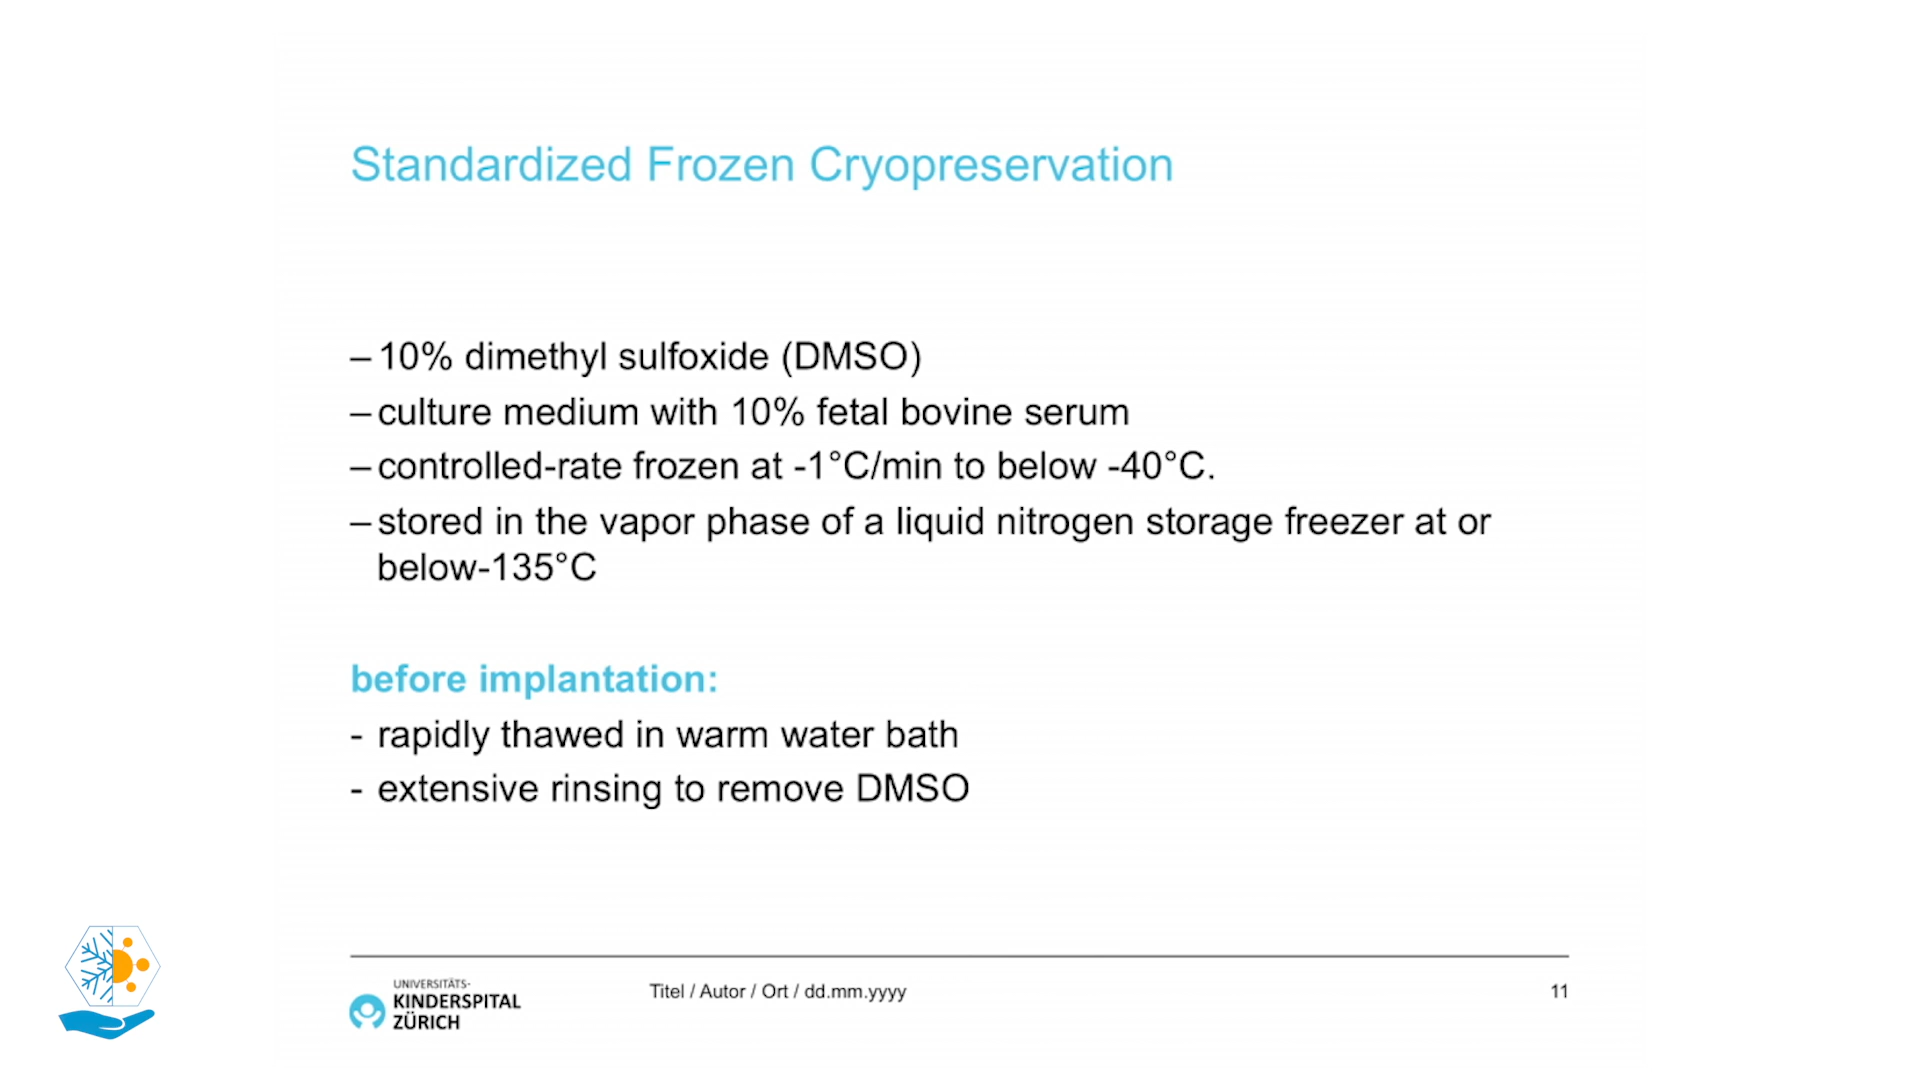 Standardized Frozen Cryopreservation
– 10% dimethyl sulfoxide (DMSO)
– culture medium with 10% fetal bovine serum
– controlled-rate frozen at -1°C/min to below -40°C.
– stored in the vapor phase of a liquid nitrogen storage freezer at or
below-135°C
before implantation:
- rapidly thawed in warm water bath
- extensive rinsing to remove DMSO
UNIVERSITÄTS-
KINDERSPITAL
ZÜRICH
Titel / Autor / Ort / dd.mm.yyyy
11